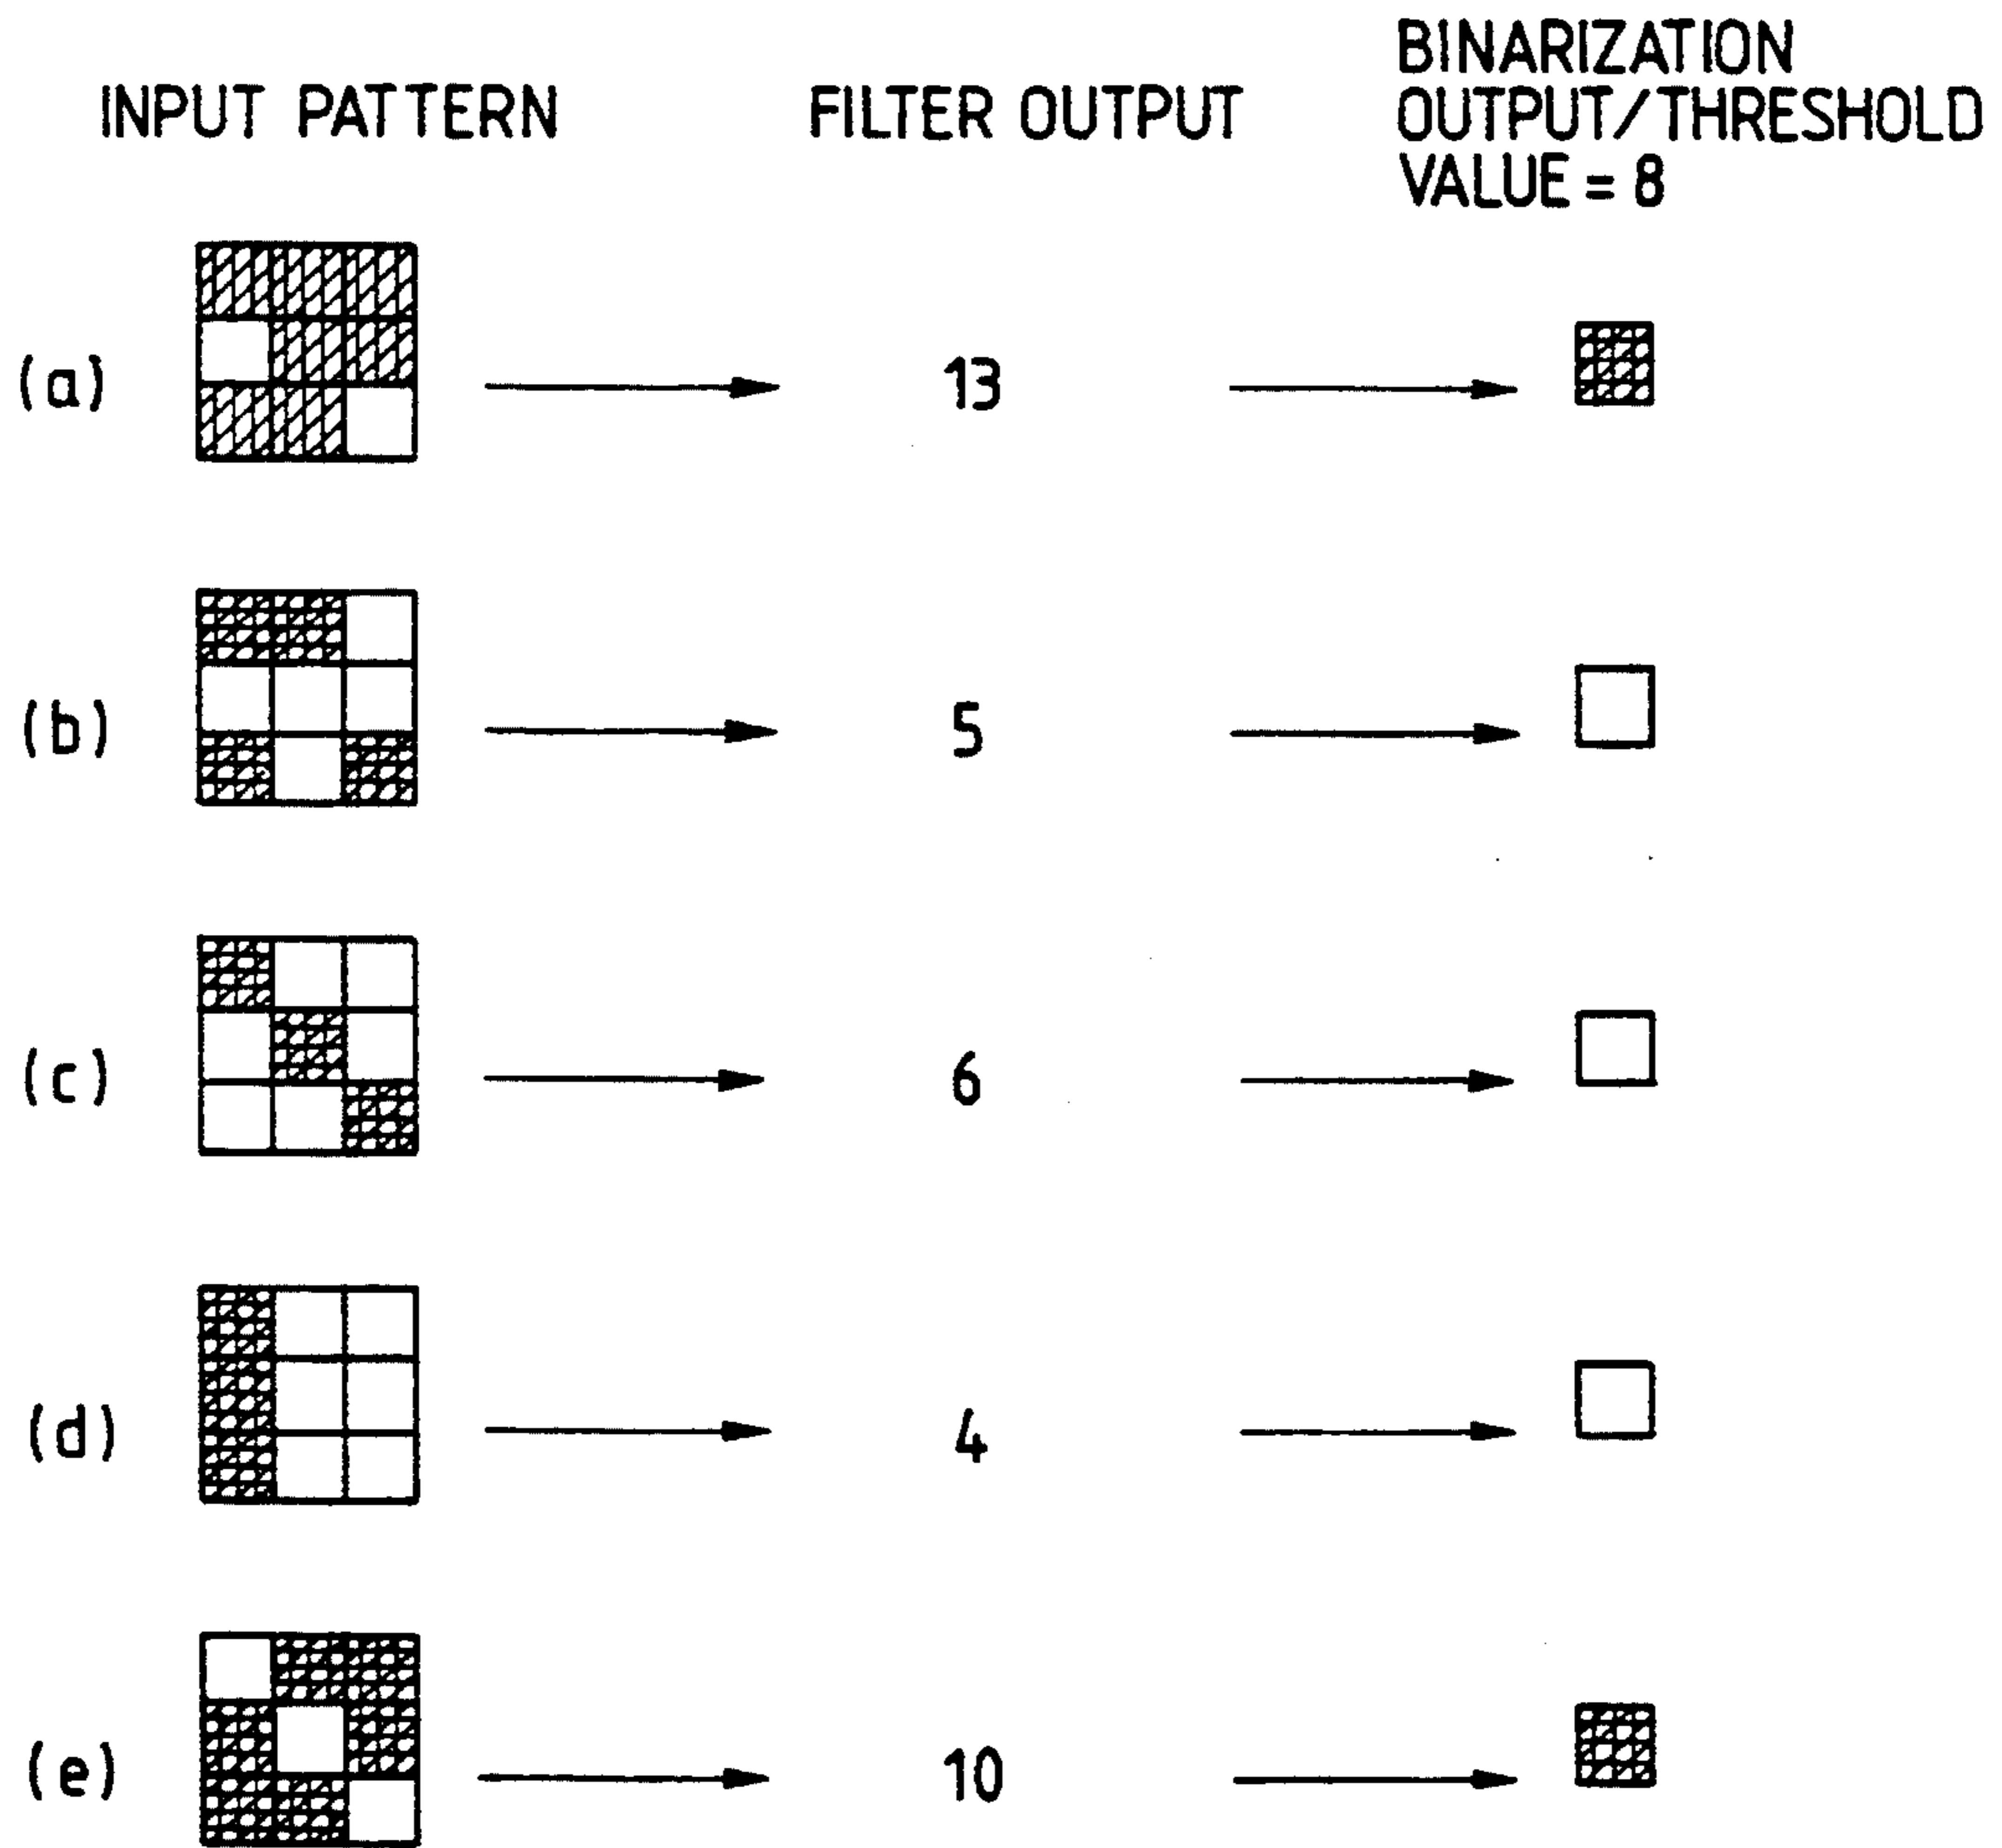 INPUT PATTERN
FILTER OUTPUT
BINARIZATION
OUTPUT/THRESHOLD
VALUE = 8
(a)
13
(b)
5
(c)
6
(d)
4
(e)
10